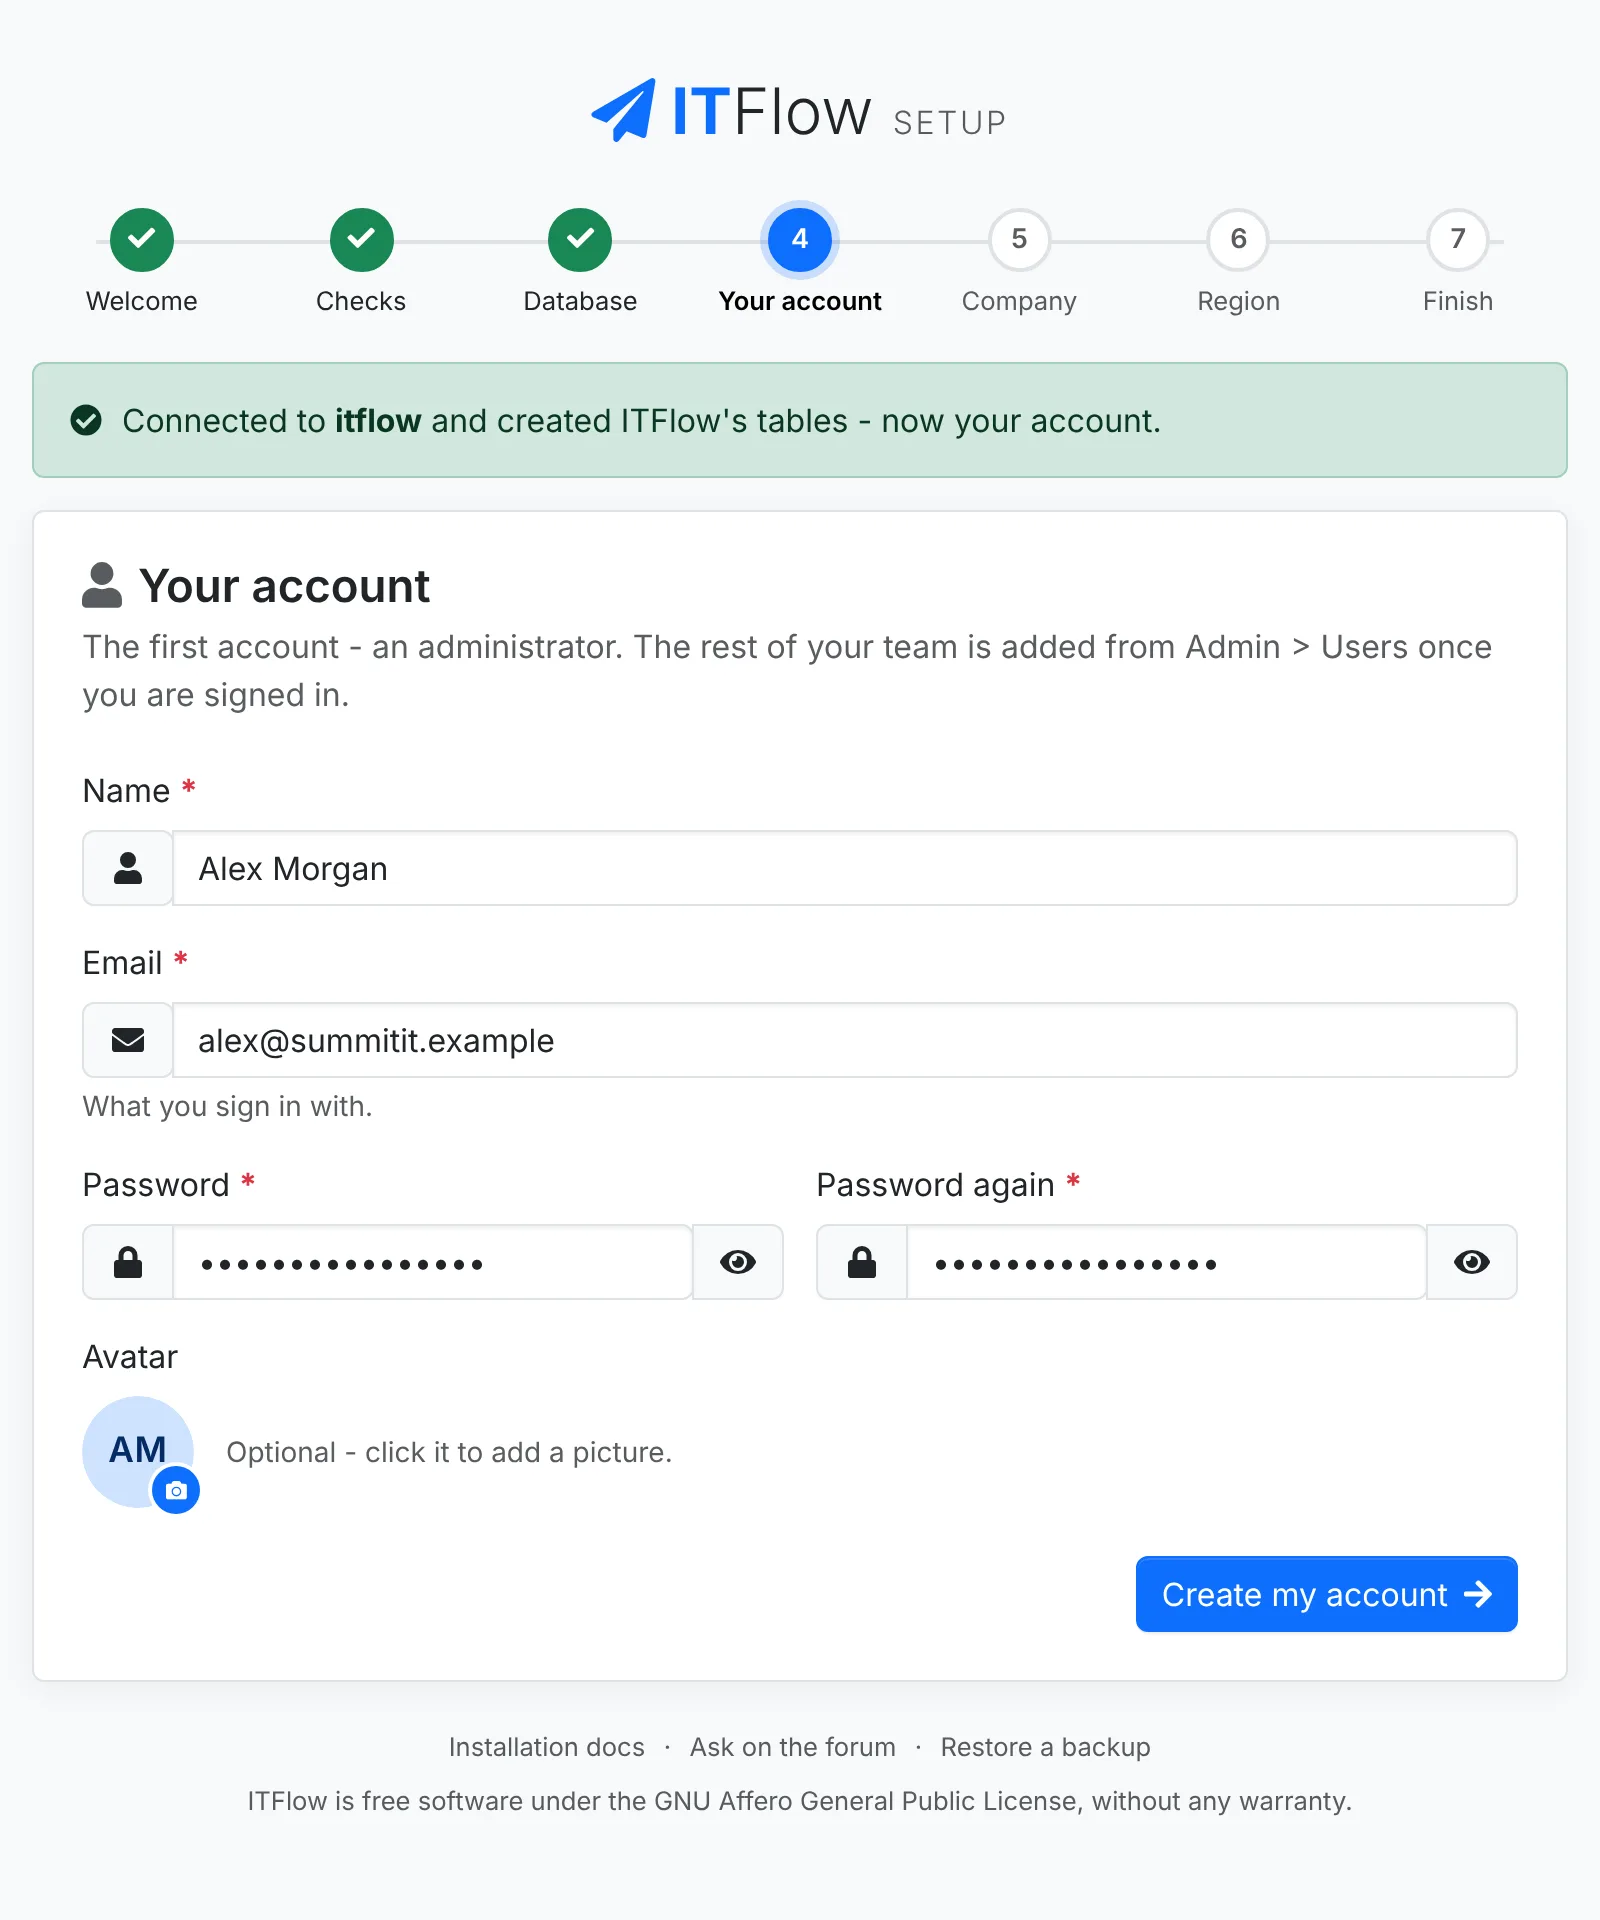 ITFlow SETUP
4
5
6
7
Welcome
Checks
Database
Your account
Company
Region
Finish
Connected to itflow and created ITFlow's tables - now your account.
Your account
The first account - an administrator. The rest of your team is added from Admin > Users once
you are signed in.
Name *
Alex Morgan
Email *
alex@summitit.example
What you sign in with.
Password *
Password again *
•••••••••••••••• 
••••••••••••••••
Avatar
AM
Optional - click it to add a picture.
Create my account
Installation docs · Ask on the forum · Restore a backup
ITFlow is free software under the GNU Affero General Public License, without any warranty.